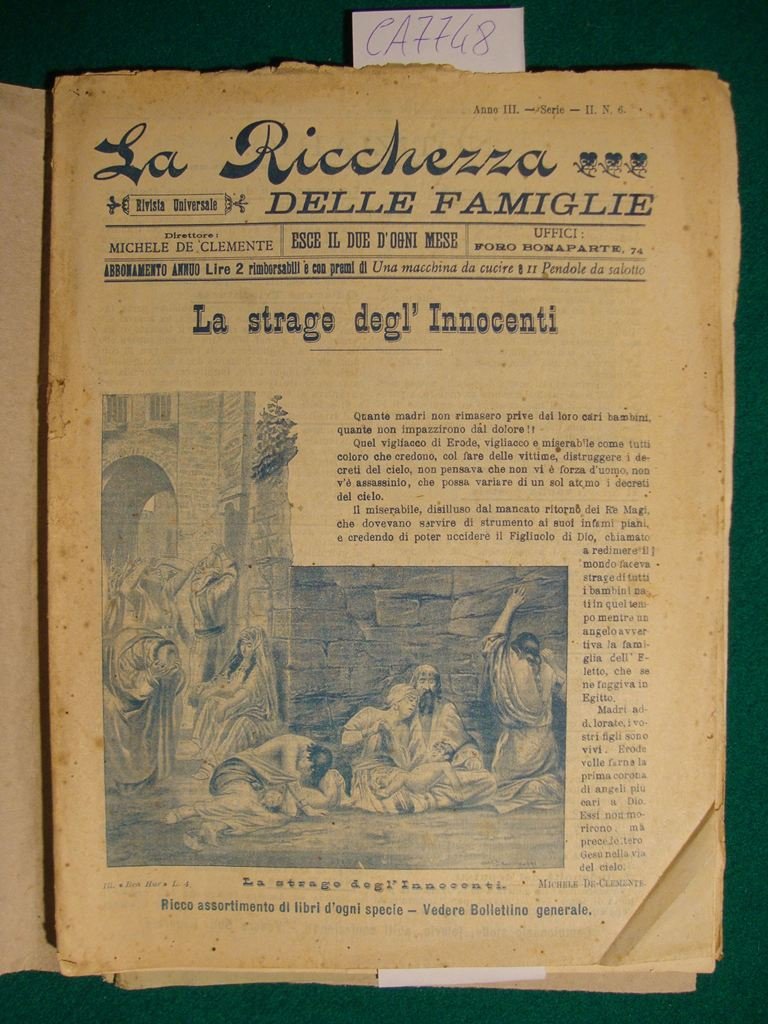 CA7748
Anno III. — Serie — II. N. 6.
La Ricchezza
Rivista Universale
DELLE FAMIGLIE
Direttore:
MICHELE DE CLEMENTE
ESCE IL DUE D'OGNI MESE
UFFICI:
FORO BONAPARTE, 74
ABBONAMENTO ANNUO Lire 2 rimborsabili e con premi di Una macchina da cucire e 11 Pendole da salotto
La strage degl' Innocenti
Quante madri non rimasero prive dei loro cari bambini,
quante non impazzirono dal dolore!!
Quel vigliacco di Erode, vigliacco e miserabile come tutti
coloro che credono, col fare delle vittime, distruggere i de-
creti del cielo, non pensava che non vi è forza d'uomo, non
v'è assassinio, che possa variare di un sol atomo i decreti
del cielo.
Il miserabile, disilluso dal mancato ritorno dei Re Magi,
che dovevano servire di strumento ai suoi infami piani,
e credendo di poter uccidere il Figliuolo di Dio, chiamato
a redimere il
mondo faceva
strage di tutti
i bambini na-
ti in quel tem-
po mentre un
angelo avver-
tiva la fami-
glia dell' E-
letto, che se
ne fuggiva in
Egitto.
Madri ad-
dolorate, i vo-
stri figli sono
vivi. Erode
volle farne la
prima corona
di angeli più
cari a Dio.
Essi non mo-
rirono, ma
precedettero
Gesù nella via
del cielo.
Ill. « Ben Hur » L. 4.
La strage degl'Innocenti.
MICHELE DE-CLEMENTE.
Ricco assortimento di libri d'ogni specie — Vedere Bollettino generale.